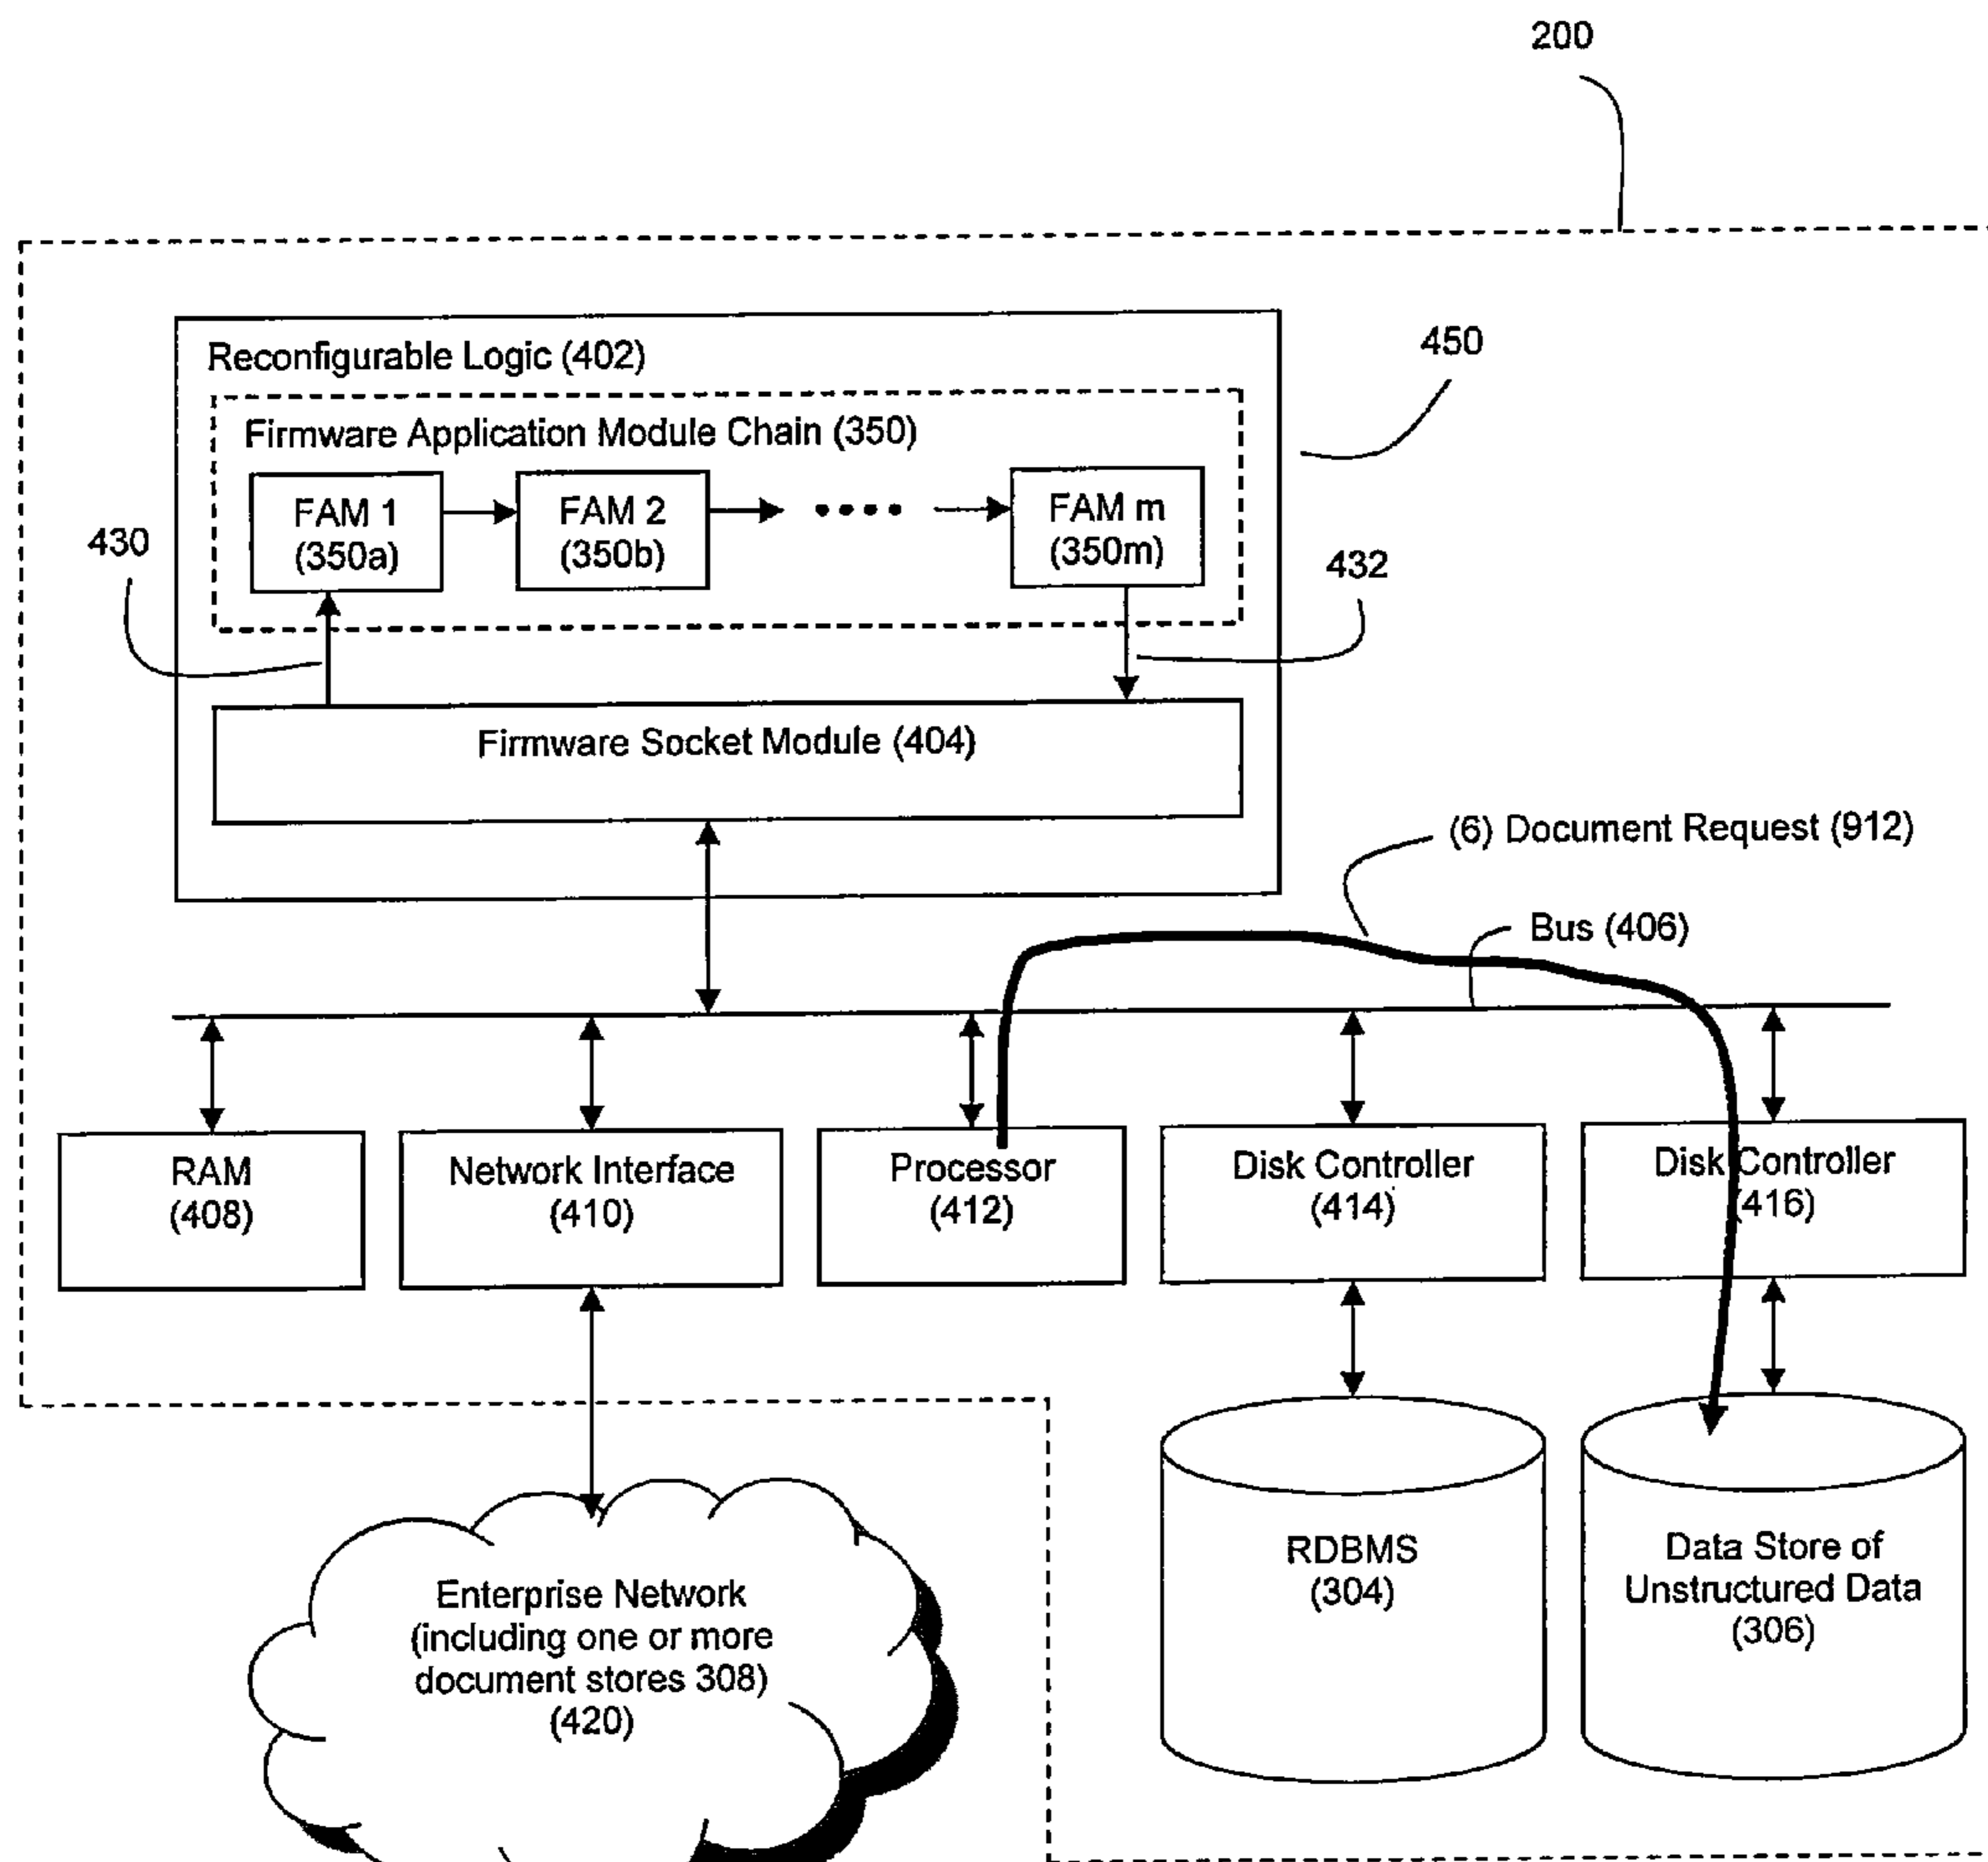 200
Reconfigurable Logic (402)
450
Firmware Application Module Chain (350)
FAM 1
(350a)
FAM 2
(350b)
FAM m
(350m)
430
432
Firmware Socket Module (404)
(6) Document Request (912)
Bus (406)
RAM
(408)
Network Interface
(410)
Processor
(412)
Disk Controller
(414)
Disk Controller
(416)
RDBMS
(304)
Data Store of
Unstructured Data
(306)
Enterprise Network
(including one or more
document stores 308)
(420)